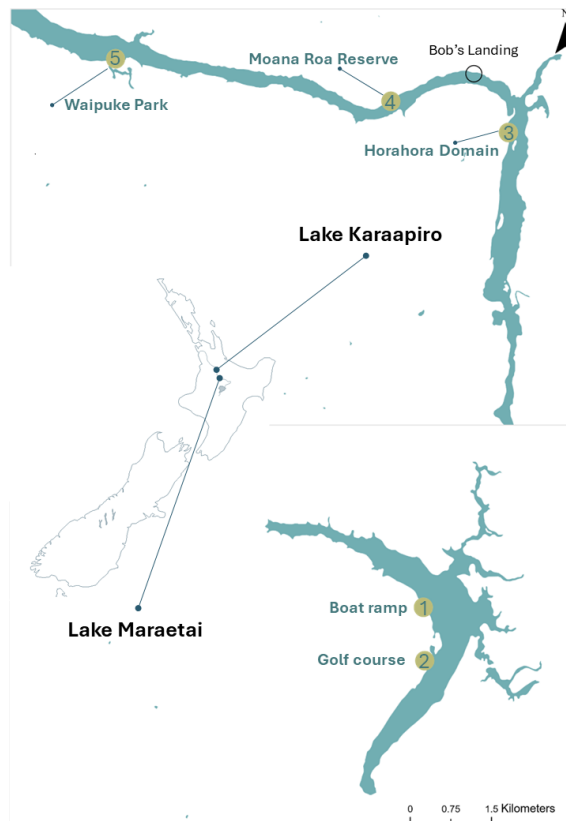 N
Bob's Landing
Moana Roa Reserve
5
4
Waipuke Park
3
Horahora Domain
Lake Karaapiro
Boat ramp
1
Lake Maraetai
Golf course
2
0 0.75 1.5 Kilometers